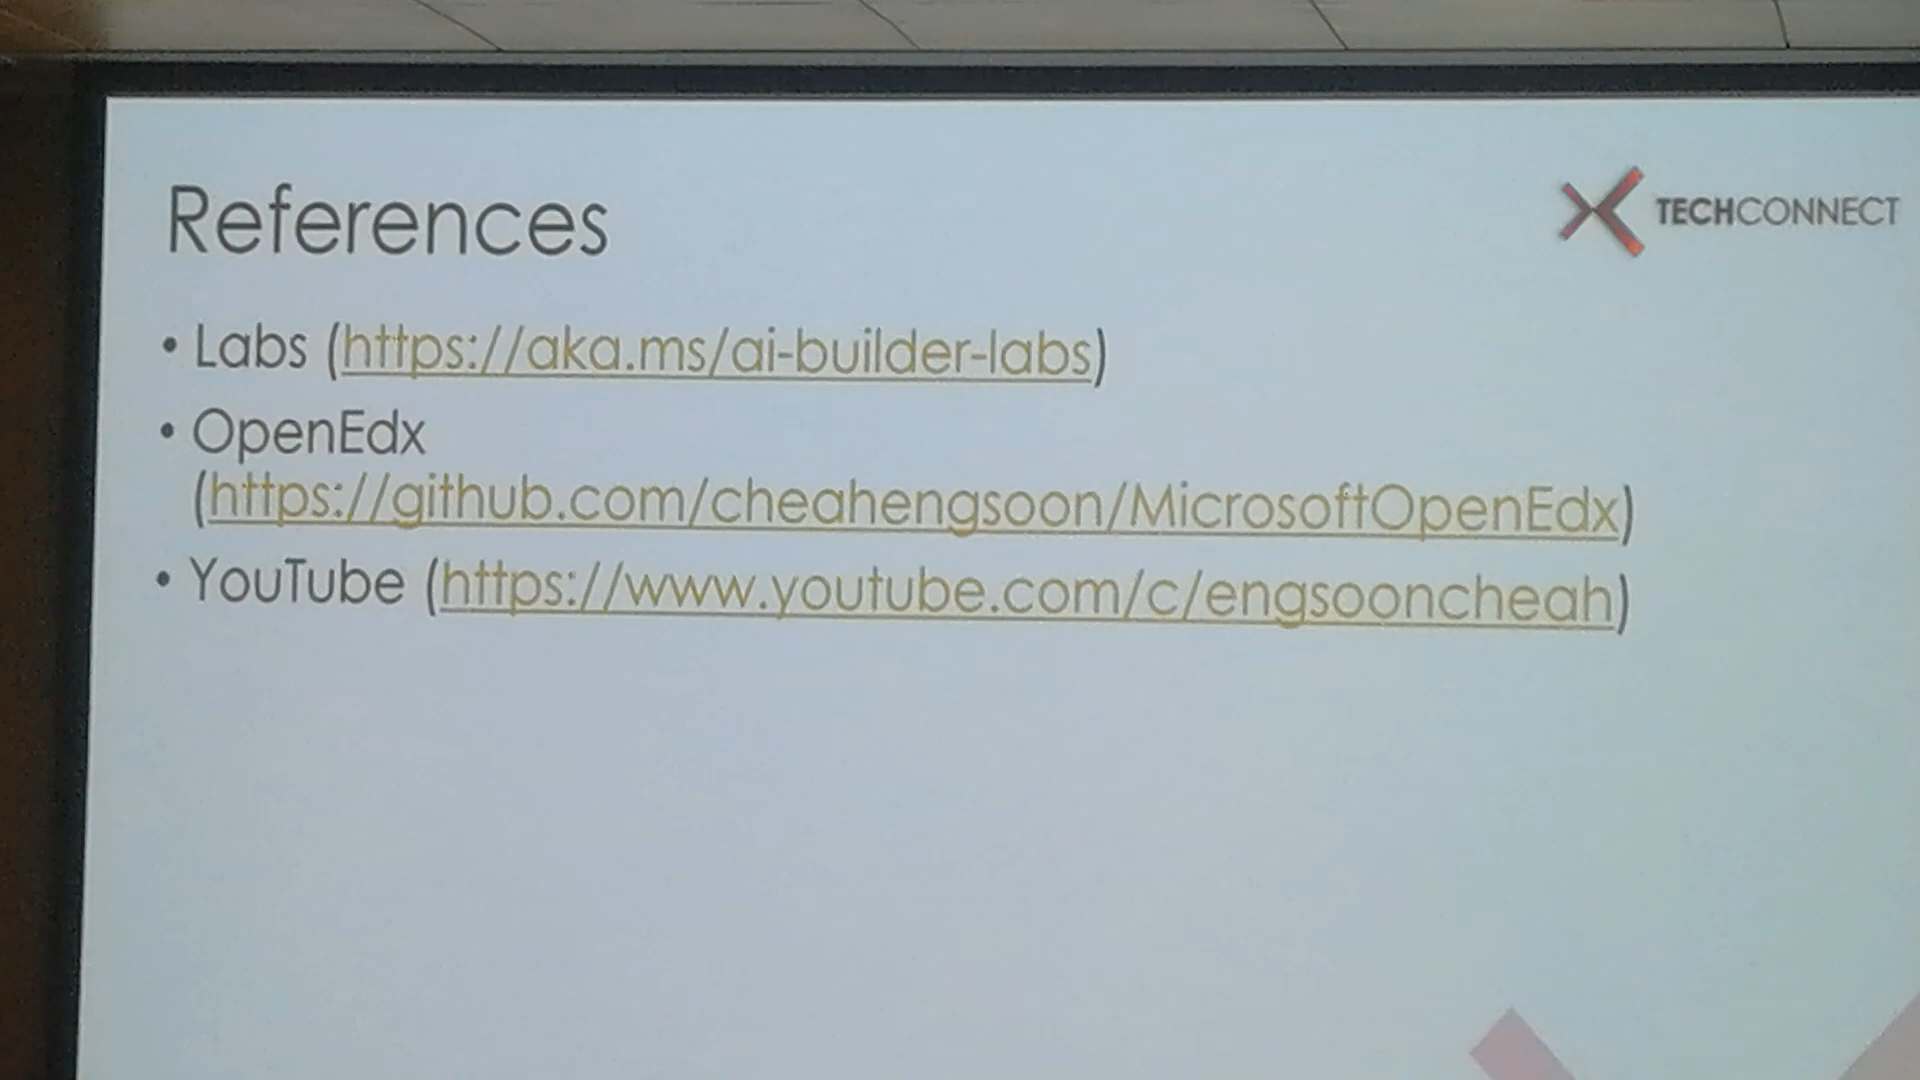 References
TECHCONNECT
• Labs (https://aka.ms/ai-builder-labs)
• OpenEdx
(https://github.com/cheahengsoon/MicrosoftOpenEdx)
• YouTube (https://www.youtube.com/c/engsooncheah)